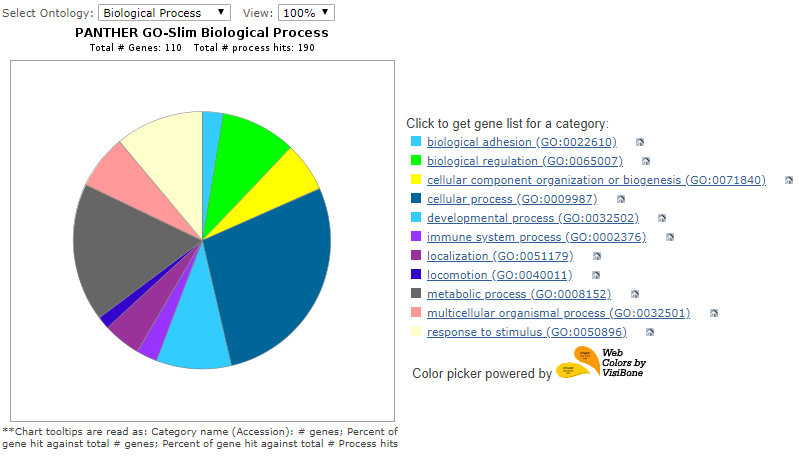 Select Ontology: Biological Process View: 100%
PANTHER GO-Slim Biological Process
Total # Genes: 110 Total # process hits: 190
Click to get gene list for a category:
biological adhesion (GO:0022610)
biological regulation (GO:0065007)
cellular component organization or biogenesis (GO:0071840)
cellular process (GO:0009987)
developmental process (GO:0032502)
immune system process (GO:0002376)
localization (GO:0051179)
locomotion (GO:0040011)
metabolic process (GO:0008152)
multicellular organismal process (GO:0032501)
response to stimulus (GO:0050896)
Color picker powered by
Web
Colors by
VisiBone
**Chart tooltips are read as: Category name (Accession): # genes; Percent of
gene hit against total # genes; Percent of gene hit against total # Process hits